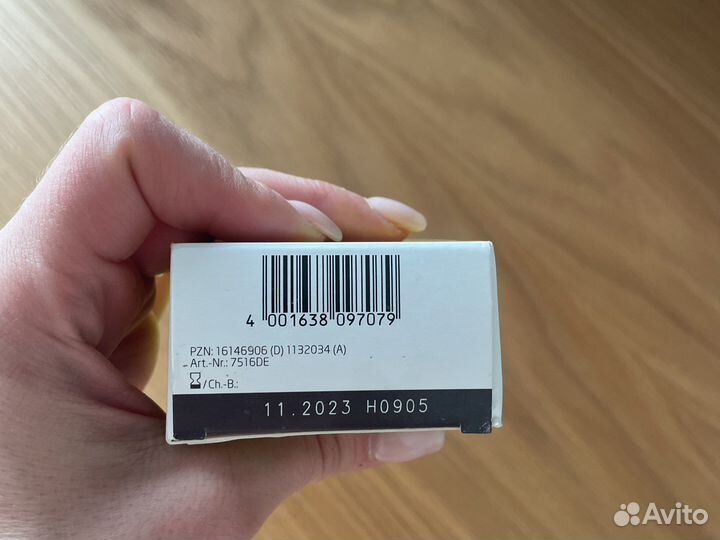 4 001638 097079
PZN: 16146906 (D) 1132034 (A)
Art.-Nr.: 7516DE
/Ch.-B.:
11.2023 H0905
Avito